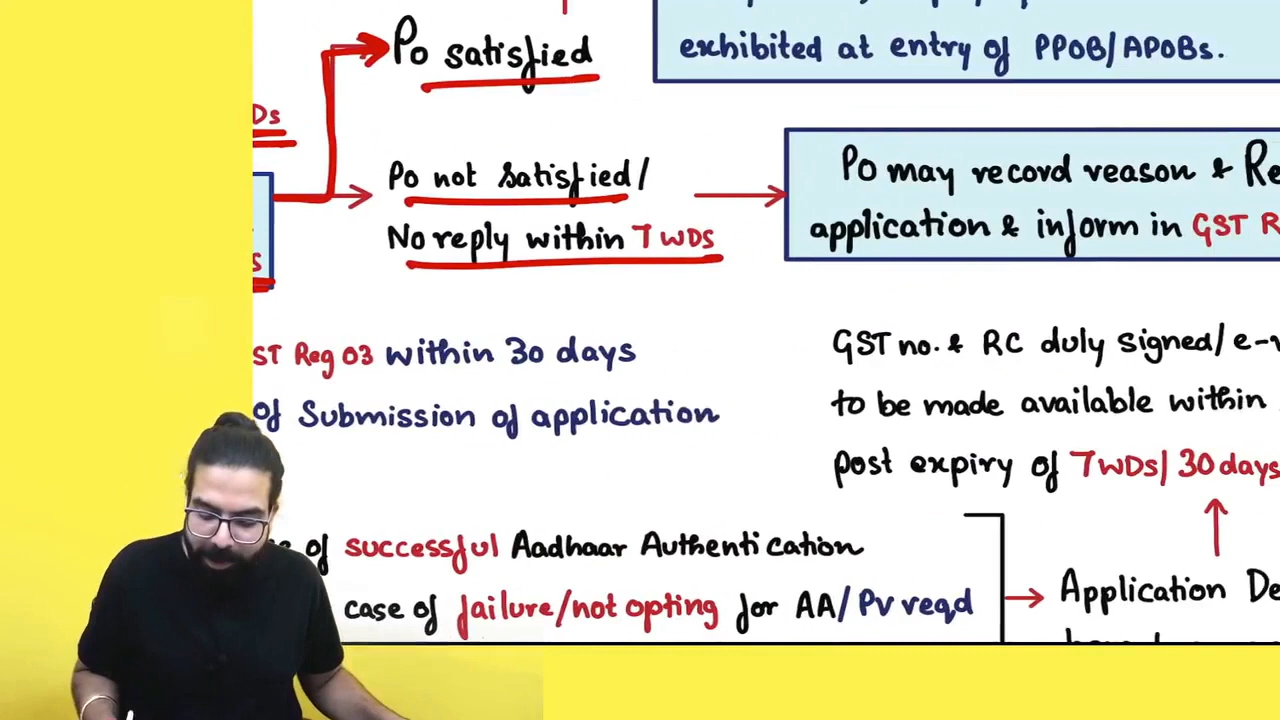 Po satisfied
exhibited at entry of PPOB/APOBs.
Ds
Po not satisfied/
No reply within 7 WDs
Po may record reason & Re
application & inform in GST R
s
ST Reg 03 within 30 days
of Submission of application
GST no. & RC duly signed/e-v
to be made available within
post expiry of 7 WDs/ 30 days
of successful Aadhaar Authentication
case of failure/not opting for AA/PV reqd
Application De